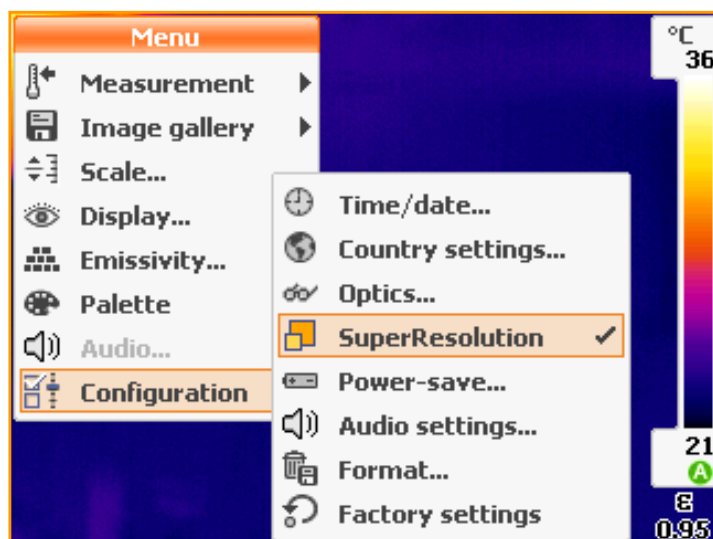 Menu
Measurement
Image gallery
Scale...
Display...
Emissivity...
Palette
Audio...
Configuration
Time/date...
Country settings...
Optics...
SuperResolution
Power-save...
Audio settings...
Format...
Factory settings
°C
36
21
A
ε
0.95